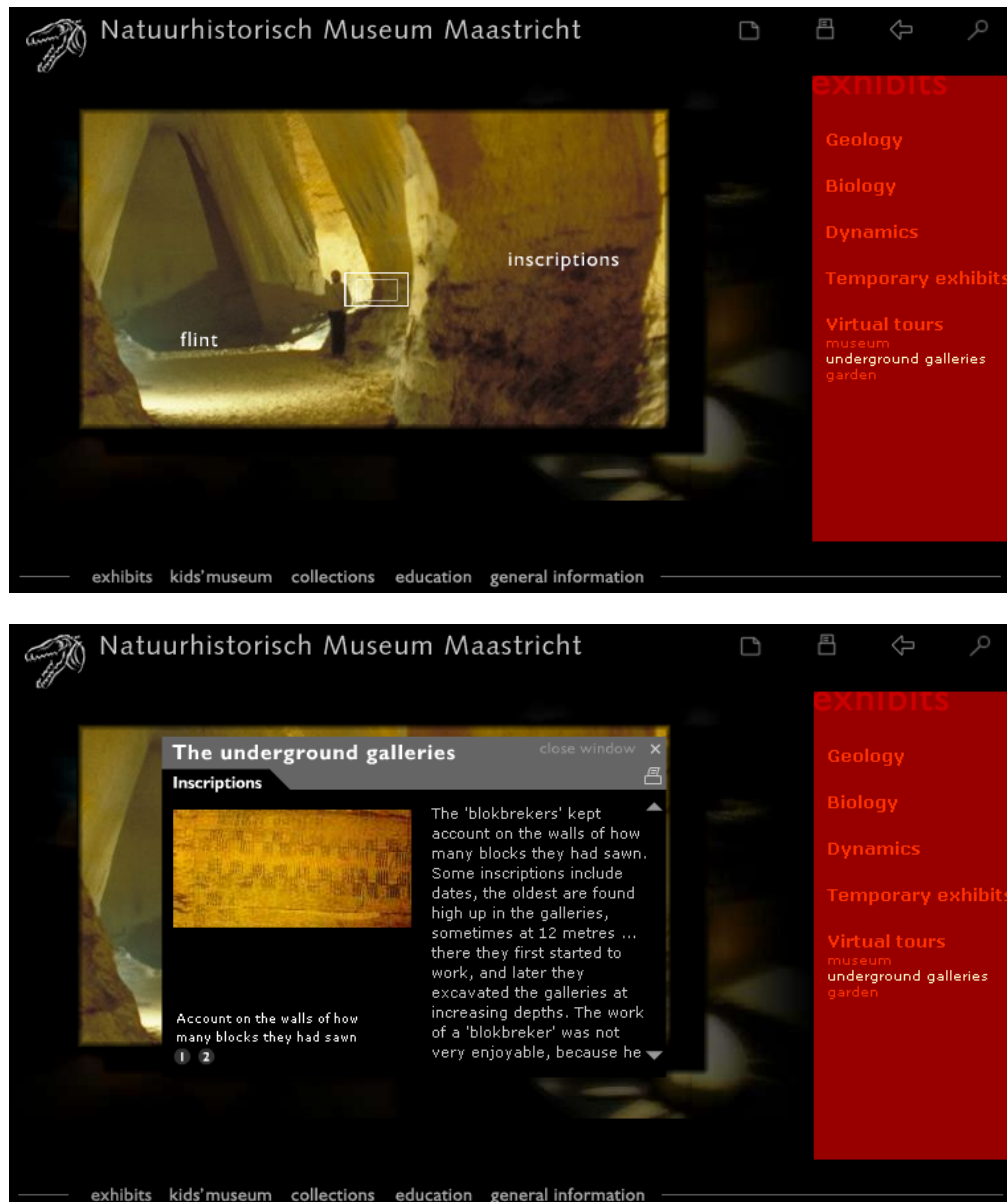 Natuurhistorisch Museum Maastricht
exhibits
Geology
Biology
Dynamics
Temporary exhibits
Virtual tours
museum
underground galleries
garden
inscriptions
flint
exhibits kids' museum collections education general information
Natuurhistorisch Museum Maastricht
exhibits
Geology
Biology
Dynamics
Temporary exhibits
Virtual tours
museum
underground galleries
garden
The underground galleries
close window ×
Inscriptions
The 'blokbrekers' kept
account on the walls of how
many blocks they had sawn.
Some inscriptions include
dates, the oldest are found
high up in the galleries,
sometimes at 12 metres ...
there they first started to
work, and later they
excavated the galleries at
increasing depths. The work
of a 'blokbreker' was not
very enjoyable, because he
Account on the walls of how
many blocks they had sawn
1 2
exhibits kids' museum collections education general information